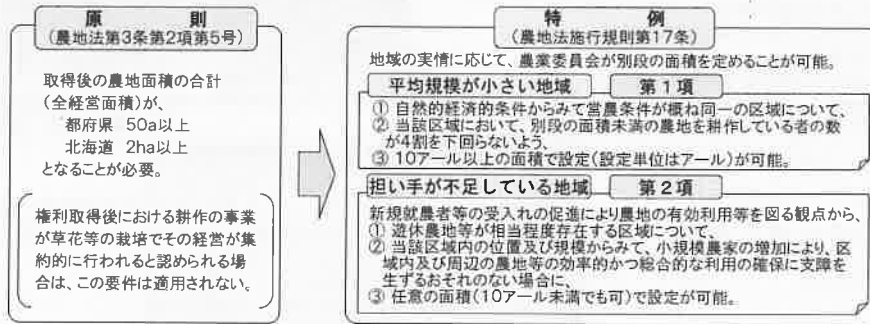 原則
（農地法第3条第2項第5号）
取得後の農地面積の合計
（全経営面積）が、
都府県 50a以上
北海道 2ha以上
となることが必要。
権利取得後における耕作の事業
が草花等の栽培でその経営が集
約的に行われると認められる場
合は、この要件は適用されない。
特例
（農地法施行規則第17条）
地域の実情に応じて、農業委員会が別段の面積を定めることが可能。
平均規模が小さい地域 第1項
① 自然的経済的条件からみて営農条件が概ね同一の区域について、
② 当該区域において、別段の面積未満の農地を耕作している者の数
が4割を下回らないよう、
③ 10アール以上の面積で設定（設定単位はアール）が可能。
担い手が不足している地域 第2項
新規就農者等の受入れの促進により農地の有効利用等を図る観点から、
① 遊休農地等が相当程度存在する区域について、
② 当該区域内の位置及び規模からみて、小規模農家の増加により、区
域内及び周辺の農地等の効率的かつ総合的な利用の確保に支障を
生ずるおそれのない場合に、
③ 任意の面積（10アール未満でも可）で設定が可能。